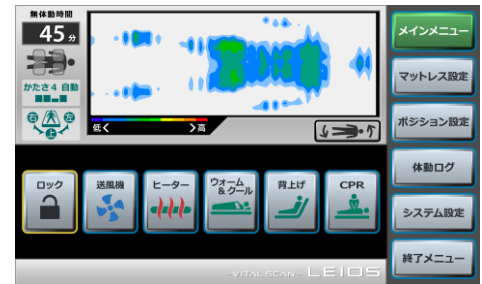 無体動時間
45分
かたさ4 自動
右 左
上
低< >高
メインメニュー
マットレス設定
ポジション設定
体動ログ
システム設定
終了メニュー
ロック
送風機
ヒーター
ウォーム
&クール
背上げ
CPR
-VITAL SCAN- LEIOS